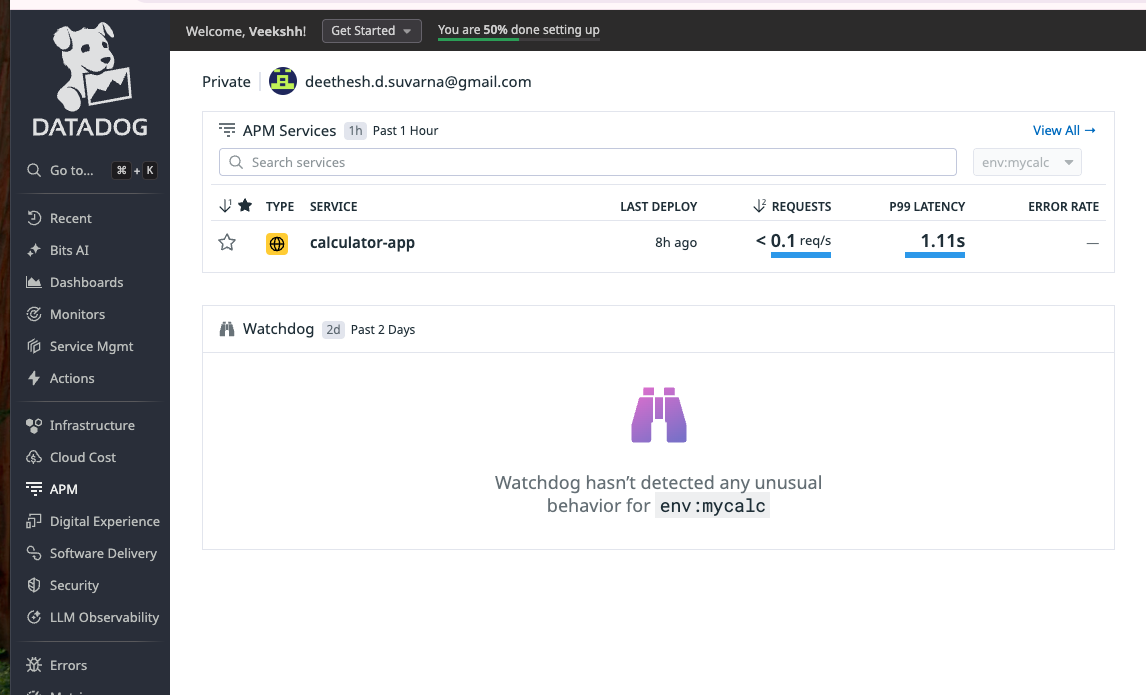 Welcome, Veekshh!
Get Started
You are 50% done setting up
DATADOG
Go to... ⌘ + K
Recent
Bits AI
Dashboards
Monitors
Service Mgmt
Actions
Infrastructure
Cloud Cost
APM
Digital Experience
Software Delivery
Security
LLM Observability
Errors
Private
deethesh.d.suvarna@gmail.com
APM Services 1h Past 1 Hour
View All →
Search services
env:mycalc
TYPE SERVICE LAST DEPLOY REQUESTS P99 LATENCY ERROR RATE
calculator-app 8h ago < 0.1 req/s 1.11s —
Watchdog 2d Past 2 Days
Watchdog hasn't detected any unusual
behavior for env:mycalc